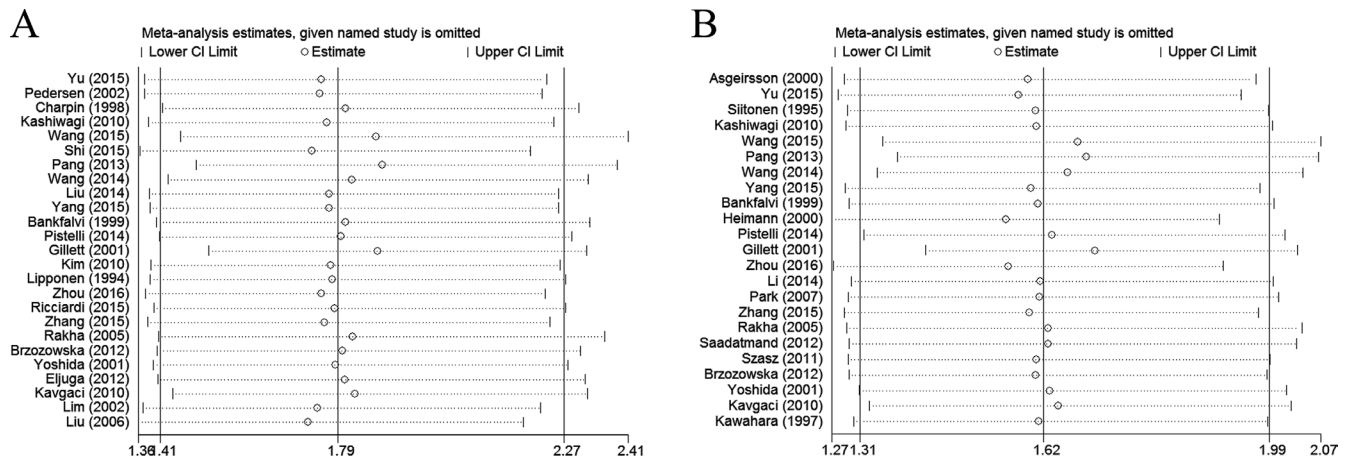 A
Meta-analysis estimates, given named study is omitted
Lower CI Limit Estimate Upper CI Limit
Yu (2015)
Pedersen (2002)
Charpin (1998)
Kashiwagi (2010)
Wang (2015)
Shi (2015)
Pang (2013)
Wang (2014)
Liu (2014)
Yang (2015)
Bankfalvi (1999)
Pistelli (2014)
Gillett (2001)
Kim (2010)
Lipponen (1994)
Zhou (2016)
Ricciardi (2015)
Zhang (2015)
Rakha (2005)
Brzozowska (2012)
Yoshida (2001)
Eljuga (2012)
Kavgaci (2010)
Lim (2002)
Liu (2006)
1.36 1.41 1.79 2.27 2.41
B
Meta-analysis estimates, given named study is omitted
Lower CI Limit Estimate Upper CI Limit
Asgeirsson (2000)
Yu (2015)
Siitonen (1995)
Kashiwagi (2010)
Wang (2015)
Pang (2013)
Wang (2014)
Yang (2015)
Bankfalvi (1999)
Heimann (2000)
Pistelli (2014)
Gillett (2001)
Zhou (2016)
Li (2014)
Park (2007)
Zhang (2015)
Rakha (2005)
Saadatmand (2012)
Szasz (2011)
Brzozowska (2012)
Yoshida (2001)
Kavgaci (2010)
Kawahara (1997)
1.27 1.31 1.62 1.99 2.07